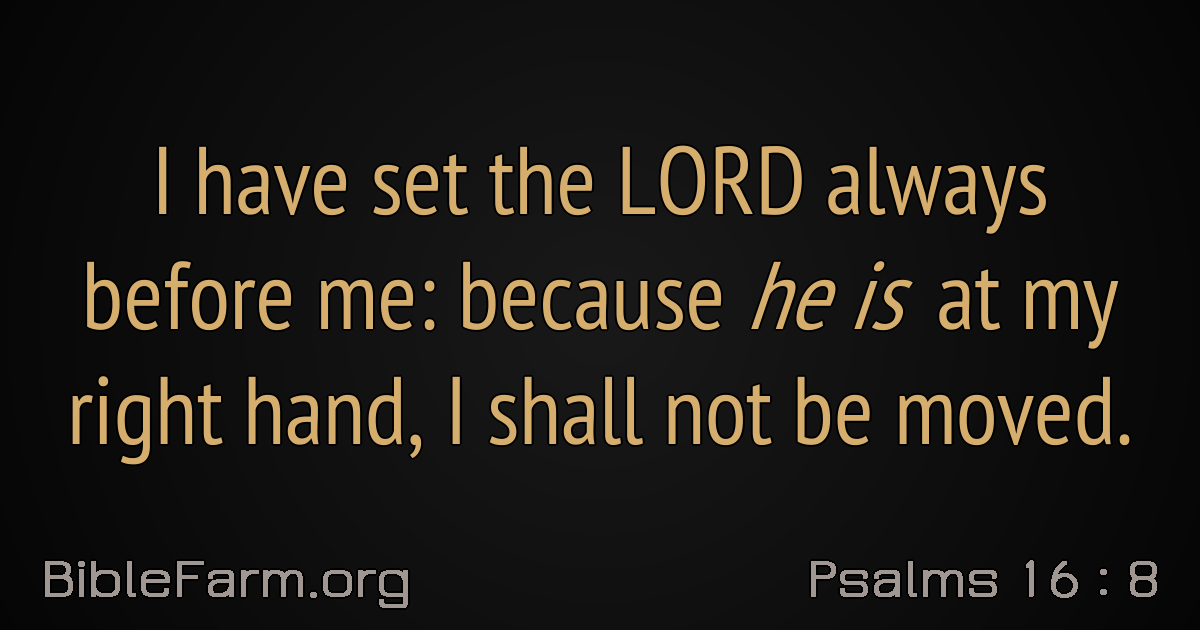 I have set the LORD always
before me: because he is at my
right hand, I shall not be moved.
BibleFarm.org
Psalms 16 : 8